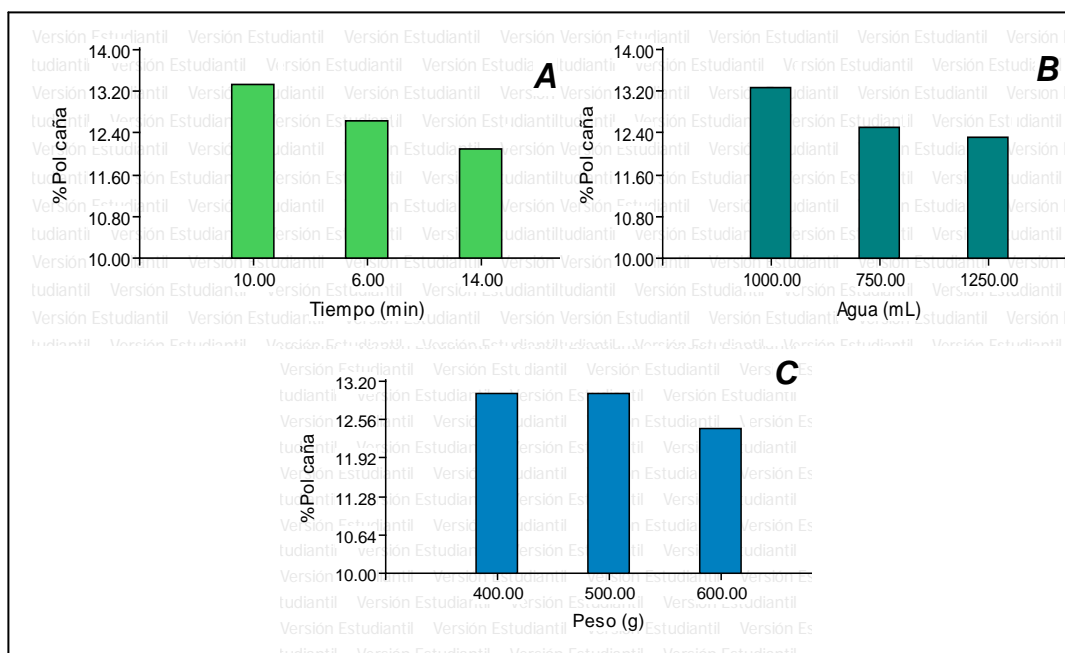 A
14.00
13.20
12.40
11.60
10.80
10.00
%Pol caña
10.00 6.00 14.00
Tiempo (min)
B
14.00
13.20
12.40
11.60
10.80
10.00
%Pol caña
1000.00 750.00 1250.00
Agua (mL)
C
13.20
12.56
11.92
11.28
10.64
10.00
%Pol caña
400.00 500.00 600.00
Peso (g)
Versión Estudiantil